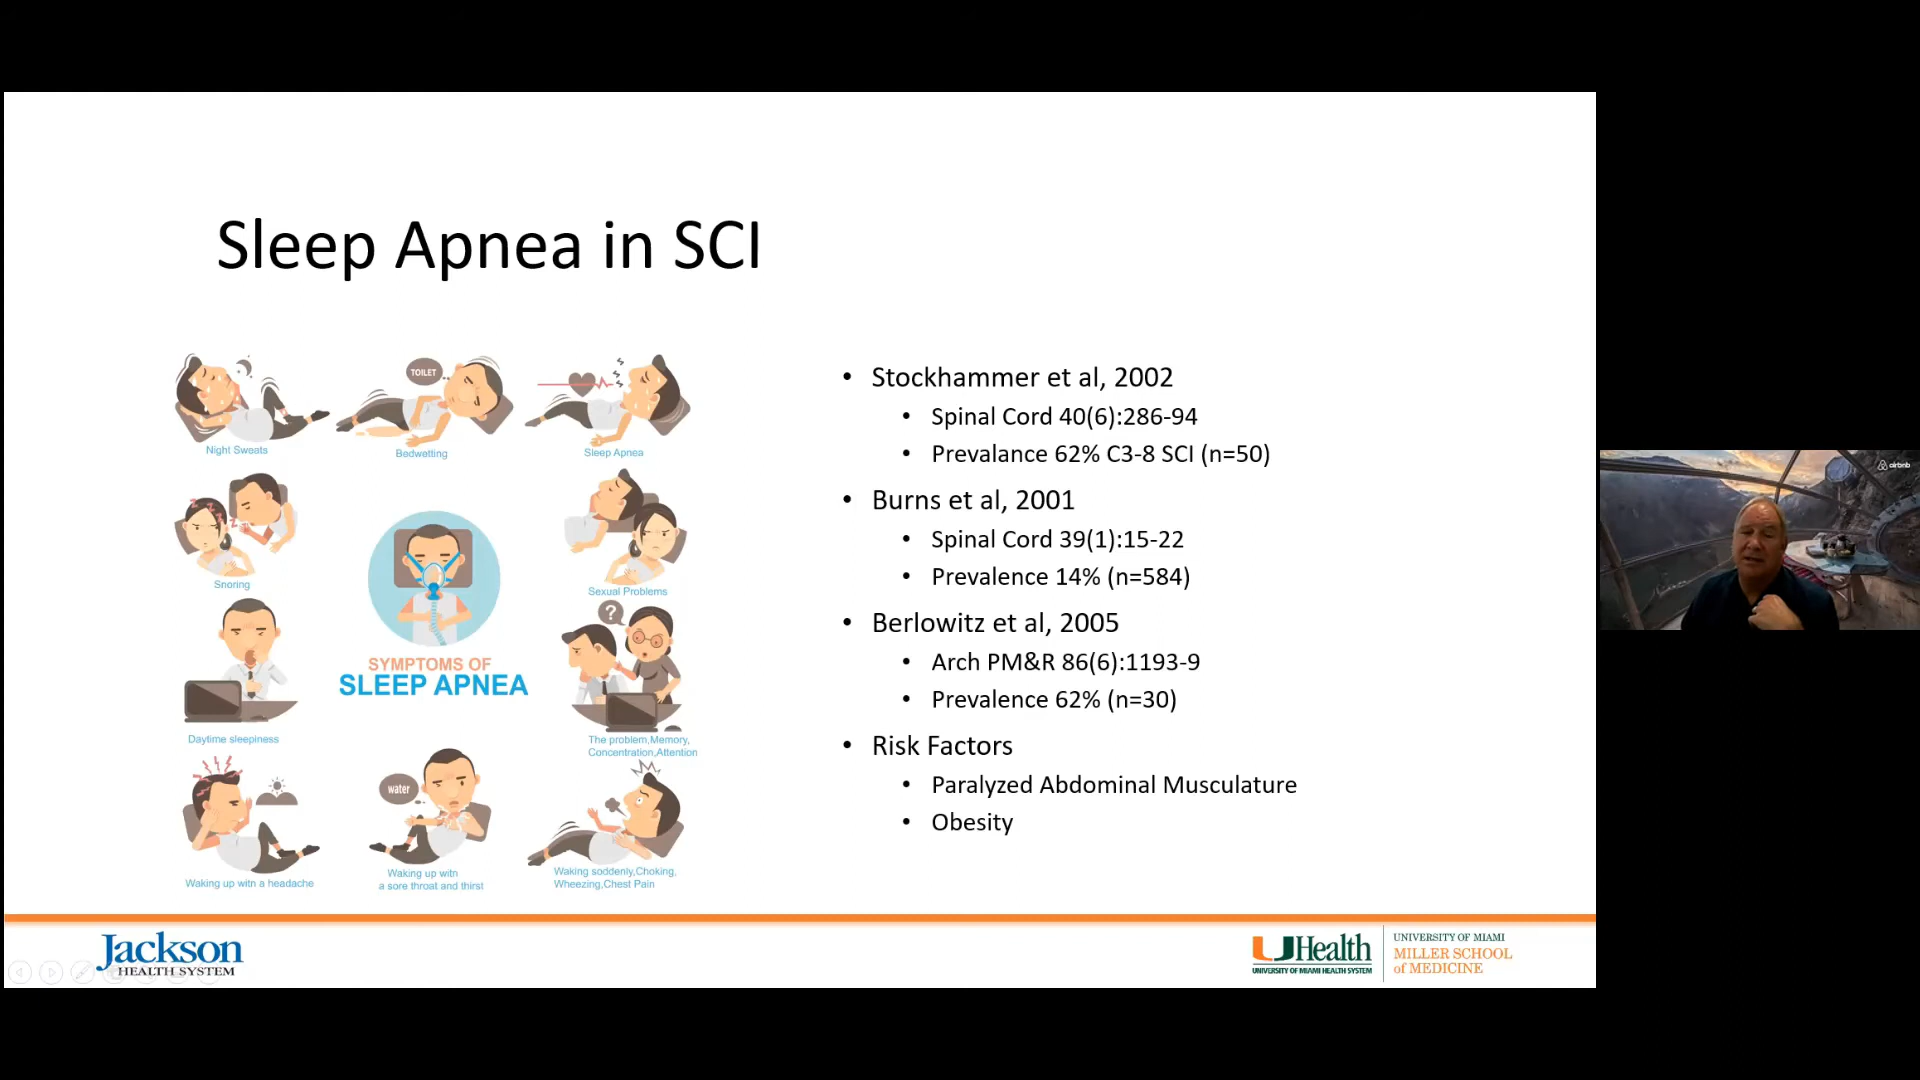 Sleep Apnea in SCI
TOILET
Night Sweats
Bedwetting
Sleep Apnea
Snoring
Sexual Problems
SYMPTOMS OF
SLEEP APNEA
?
Daytime sleepiness
The problem,Memory,
Concentration,Attention
water
Waking up witn a headache
Waking up witn
a sore throat and thirst
Waking soddenly,Choking,
Wheezing,Chest Pain
• Stockhammer et al, 2002
• Spinal Cord 40(6):286-94
• Prevalance 62% C3-8 SCI (n=50)
• Burns et al, 2001
• Spinal Cord 39(1):15-22
• Prevalence 14% (n=584)
• Berlowitz et al, 2005
• Arch PM&R 86(6):1193-9
• Prevalence 62% (n=30)
• Risk Factors
• Paralyzed Abdominal Musculature
• Obesity
airbnb
Jackson
HEALTH SYSTEM
UHealth
UNIVERSITY OF MIAMI HEALTH SYSTEM
UNIVERSITY OF MIAMI
MILLER SCHOOL
of MEDICINE